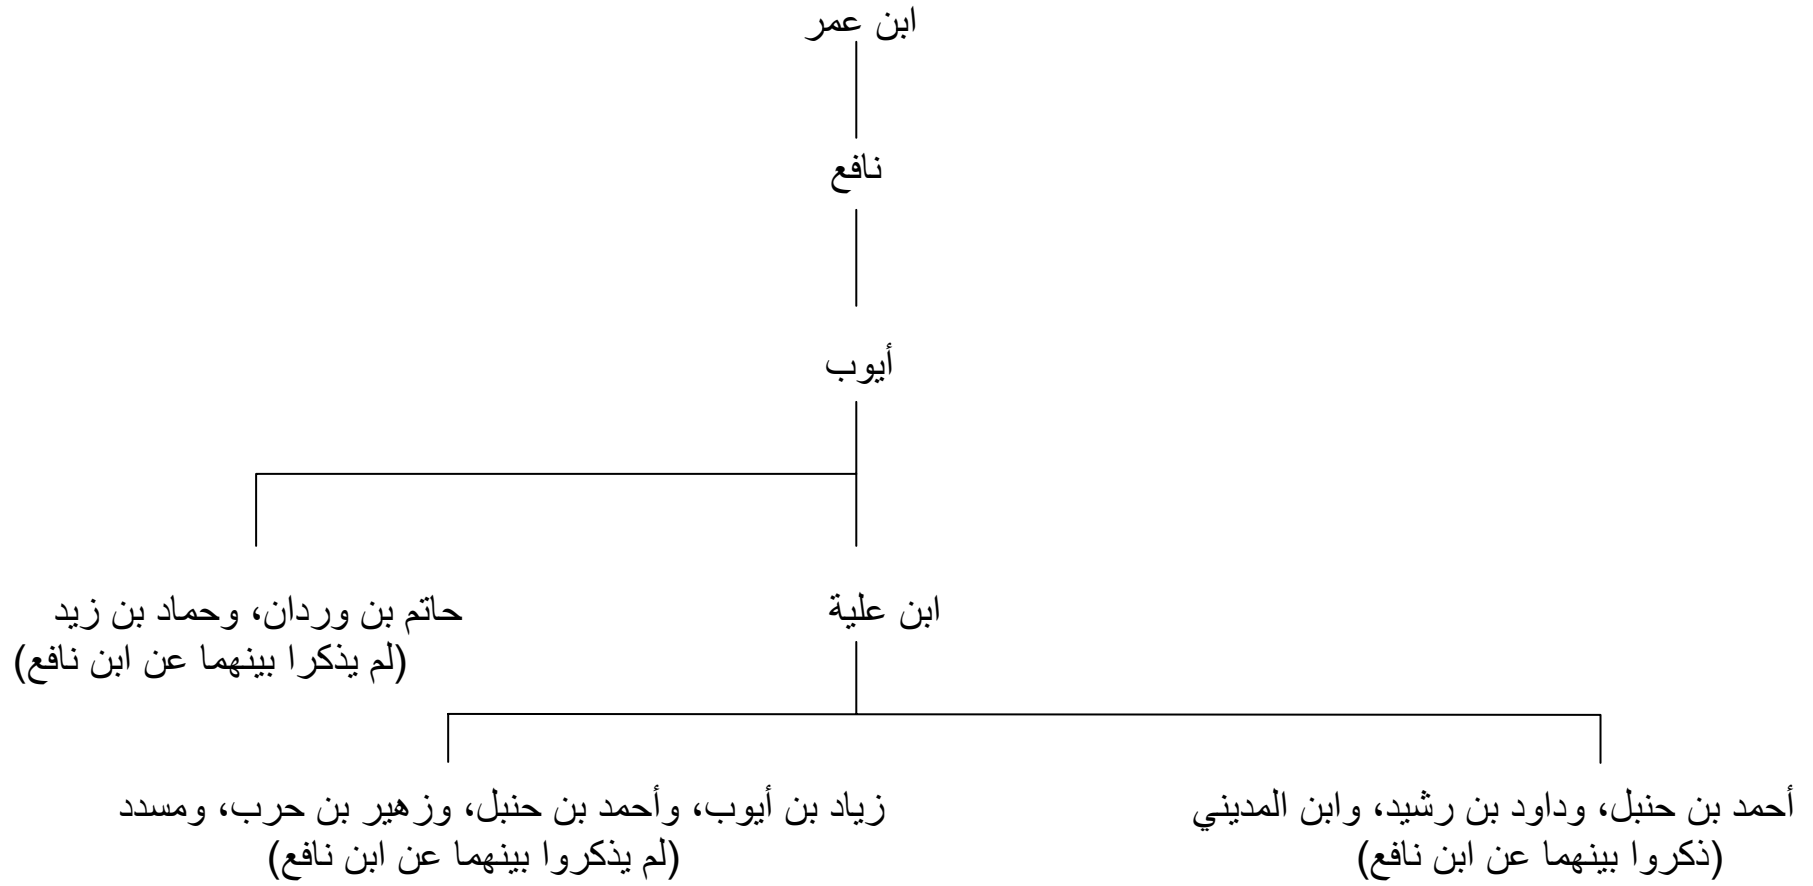 ابن عمر
نافع
أيوب
ابن علية
حاتم بن وردان، وحماد بن زيد
(لم يذكرا بينهما عن ابن نافع)
أحمد بن حنبل، وداود بن رشيد، وابن المديني
(ذكروا بينهما عن ابن نافع)
زياد بن أيوب، وأحمد بن حنبل، وزهير بن حرب، ومسدد
(لم يذكروا بينهما عن ابن نافع)